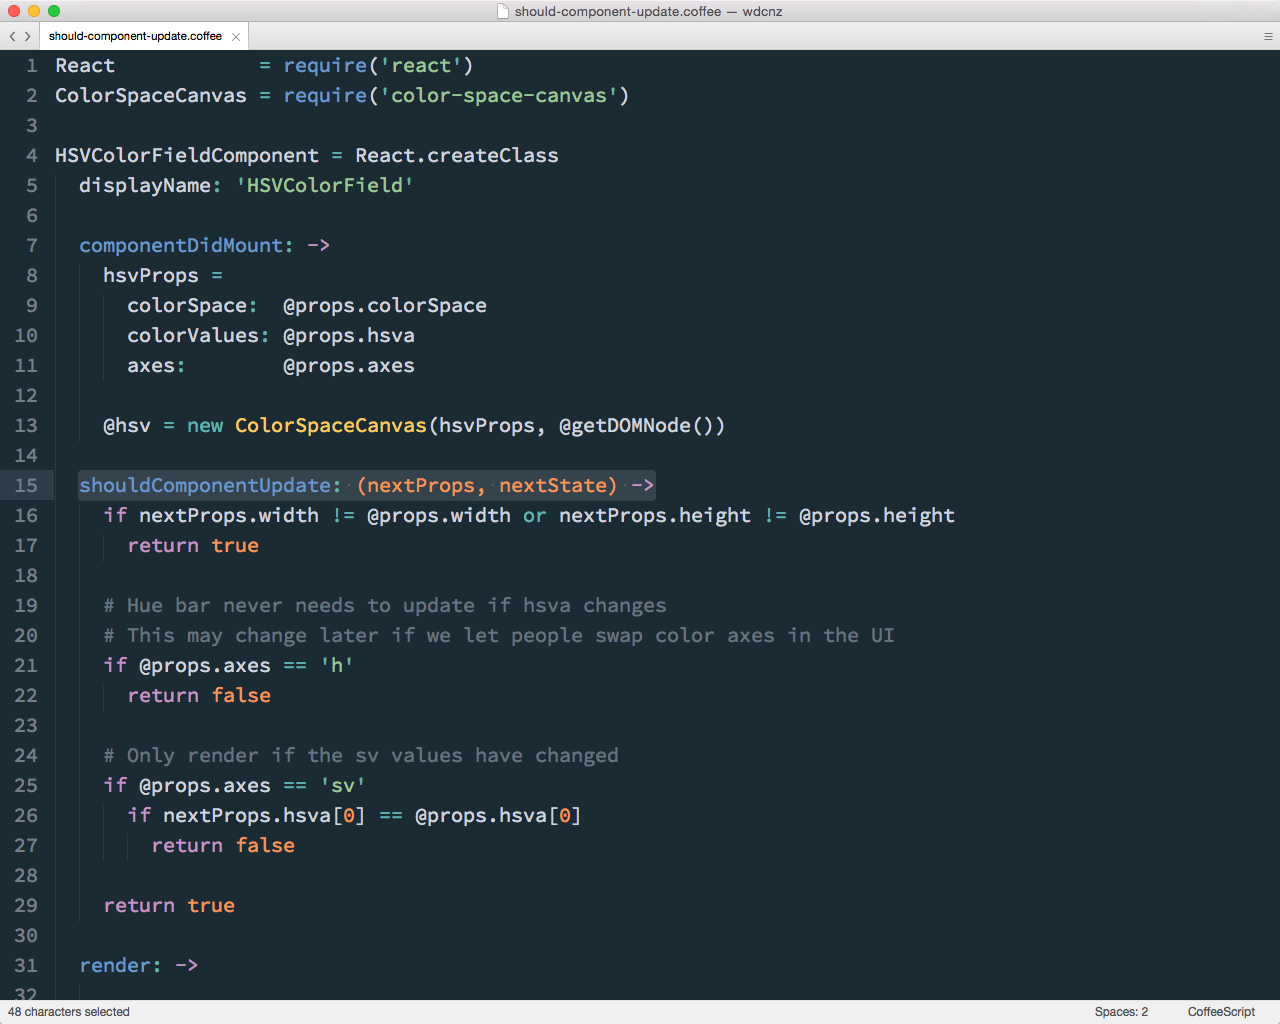 should-component-update.coffee — wdcnz
should-component-update.coffee
1 React            = require('react')
2 ColorSpaceCanvas = require('color-space-canvas')
3
4 HSVColorFieldComponent = React.createClass
5   displayName: 'HSVColorField'
6
7   componentDidMount: ->
8     hsvProps =
9       colorSpace:  @props.colorSpace
10       colorValues: @props.hsva
11       axes:        @props.axes
12
13     @hsv = new ColorSpaceCanvas(hsvProps, @getDOMNode())
14
15   shouldComponentUpdate: (nextProps, nextState) ->
16     if nextProps.width != @props.width or nextProps.height != @props.height
17       return true
18
19     # Hue bar never needs to update if hsva changes
20     # This may change later if we let people swap color axes in the UI
21     if @props.axes == 'h'
22       return false
23
24     # Only render if the sv values have changed
25     if @props.axes == 'sv'
26       if nextProps.hsva[0] == @props.hsva[0]
27         return false
28
29     return true
30
31   render: ->
32
48 characters selected Spaces: 2 CoffeeScript